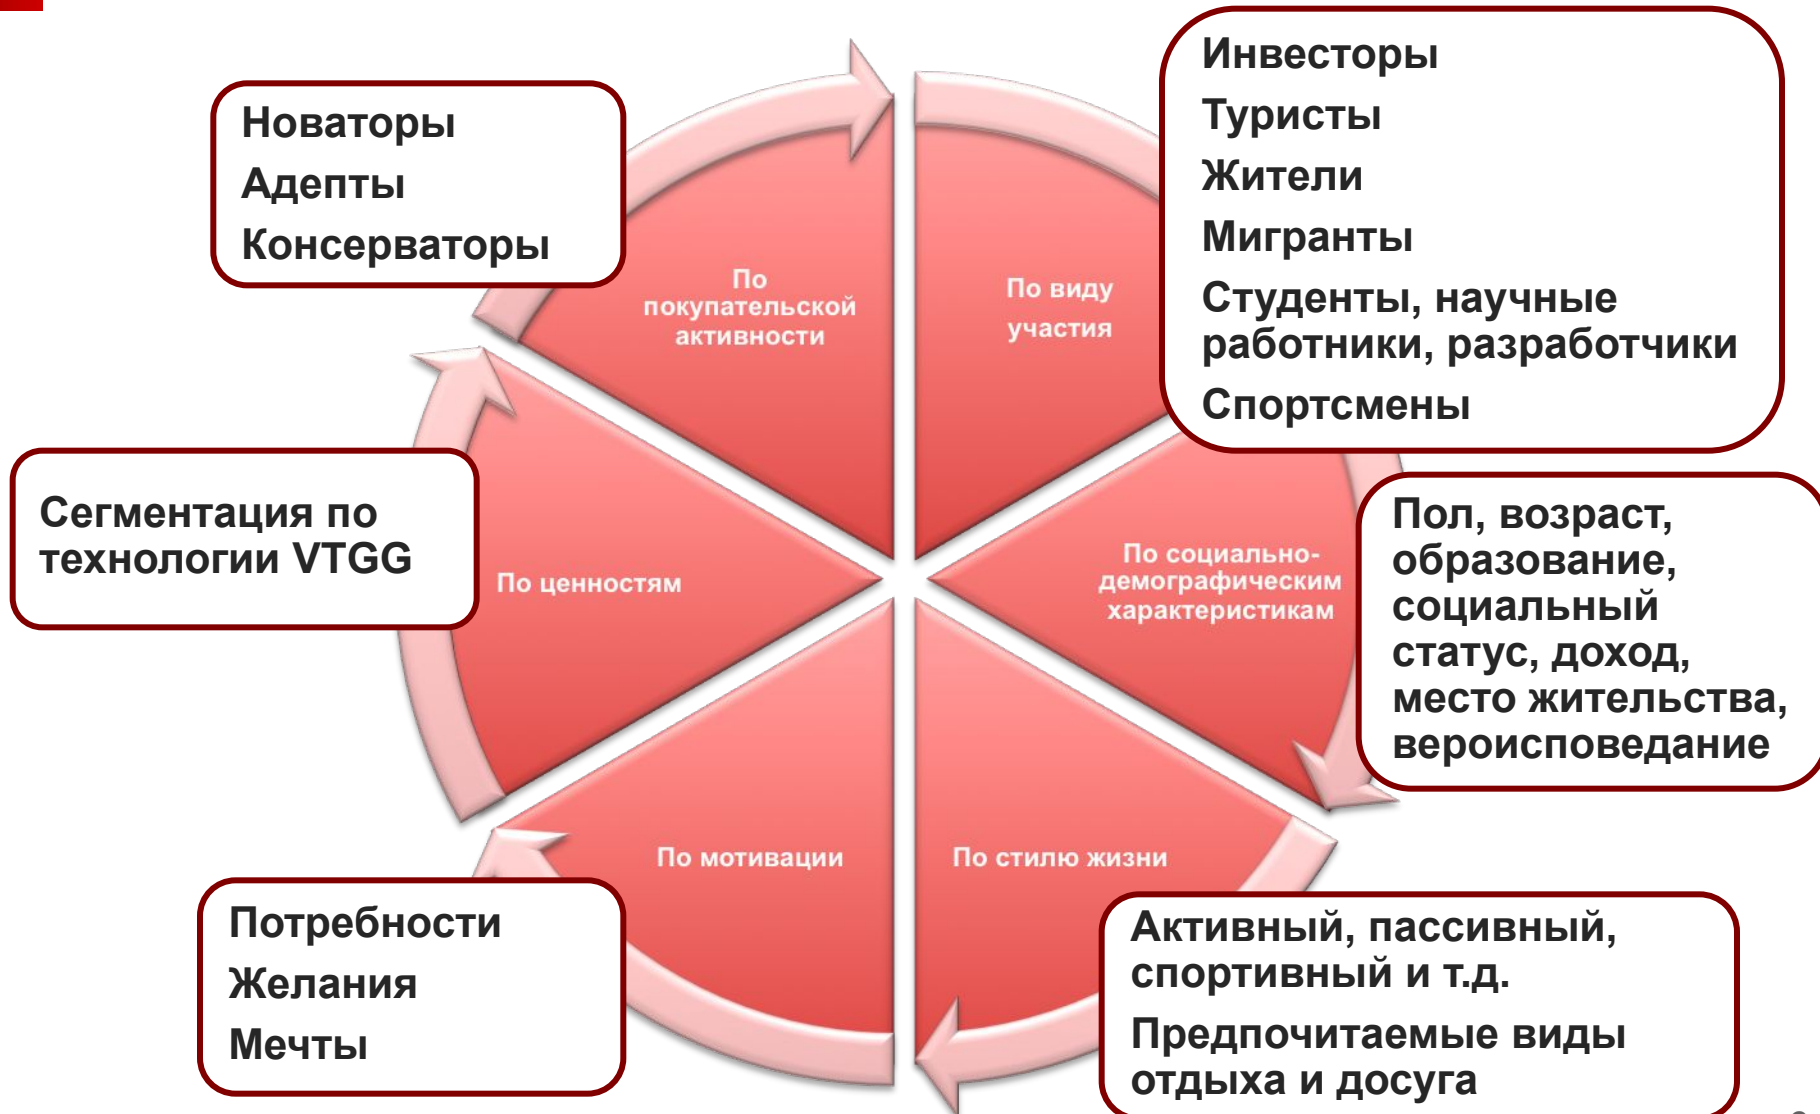 Новаторы
Адепты
Консерваторы
Инвесторы
Туристы
Жители
Мигранты
Студенты, научные
работники, разработчики
Спортсмены
По
покупательской
активности
По виду
участия
Сегментация по
технологии VTGG
По ценностям
По социально-
демографическим
характеристикам
Пол, возраст,
образование,
социальный
статус, доход,
место жительства,
вероисповедание
По мотивации
По стилю жизни
Потребности
Желания
Мечты
Активный, пассивный,
спортивный и т.д.
Предпочитаемые виды
отдыха и досуга